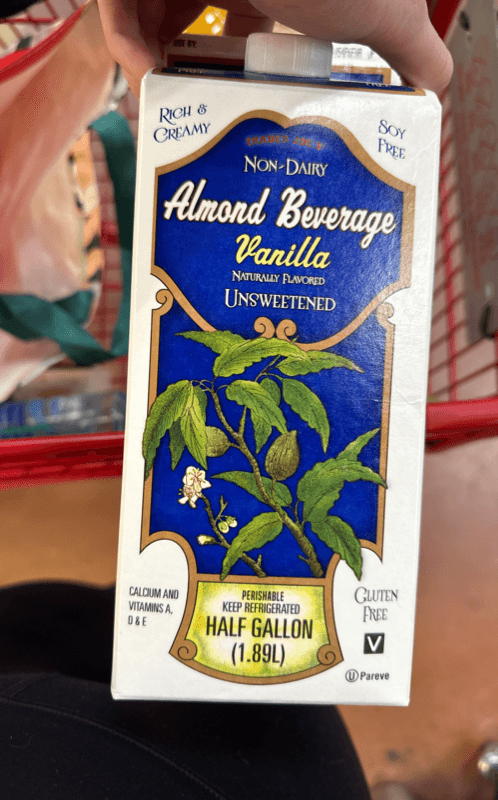 RICH &
CREAMY
SOY
FREE
TRADER JOE'S
NON-DAIRY
Almond Beverage
Vanilla
NATURALLY FLAVORED
UNSWEETENED
CALCIUM AND
VITAMINS A,
D & E
PERISHABLE
KEEP REFRIGERATED
HALF GALLON
(1.89L)
GLUTEN
FREE
V
U Pareve